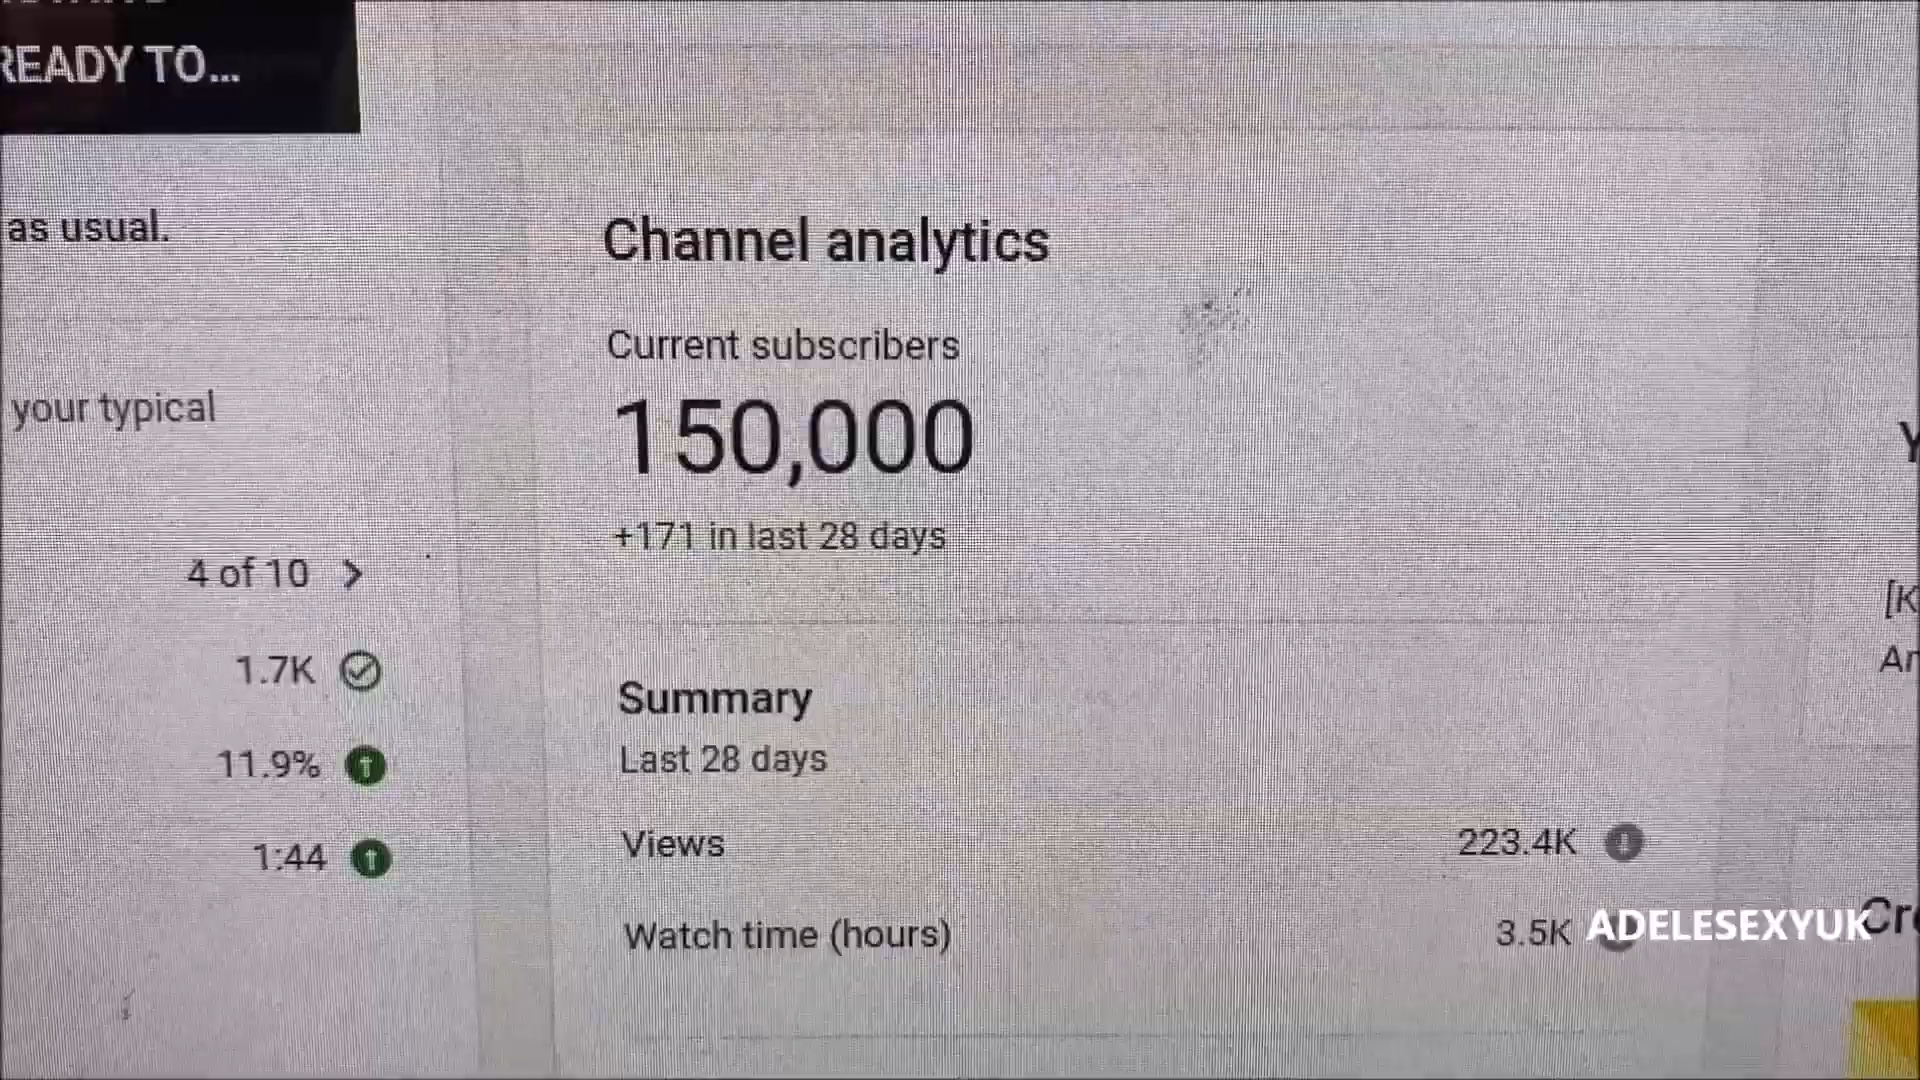 READY TO...
as usual.
your typical
4 of 10
1.7K
11.9%
1:44
Channel analytics
Current subscribers
150,000
+171 in last 28 days
Summary
Last 28 days
Views 223.4K
Watch time (hours) 3.5K
ADELESEXYUK